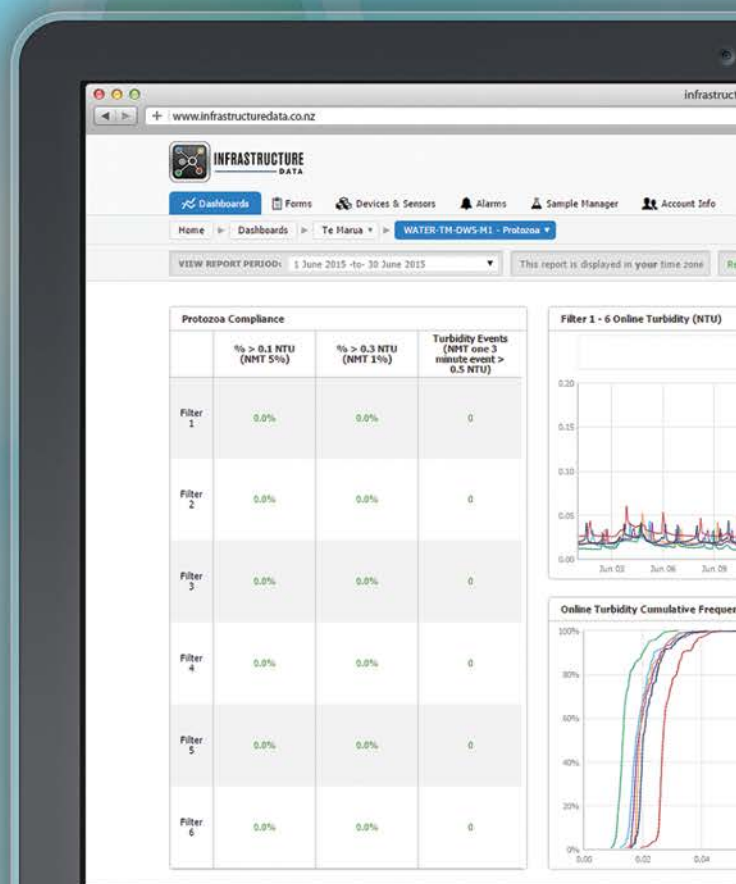 infrastruct
www.infrastructuredata.co.nz
INFRASTRUCTURE
DATA
Dashboards Forms Devices & Sensors Alarms Sample Manager Account Info
Home Dashboards Te Marua WATER-TM-DWS-M1 - Protozoa
VIEW REPORT PERIOD: 1 June 2015 -to- 30 June 2015 This report is displayed in your time zone Re
Protozoa Compliance
% > 0.1 NTU
(NMT 5%)
% > 0.3 NTU
(NMT 1%)
Turbidity Events
(NMT one 3
minute event >
0.5 NTU)
Filter
1
0.0% 0.0% 0
Filter
2
0.0% 0.0% 0
Filter
3
0.0% 0.0% 0
Filter
4
0.0% 0.0% 0
Filter
5
0.0% 0.0% 0
Filter
6
0.0% 0.0% 0
Filter 1 - 6 Online Turbidity (NTU)
0.20
0.15
0.10
0.05
0.00
Jun 03 Jun 06 Jun 09
Online Turbidity Cumulative Frequen
100%
80%
60%
40%
20%
0%
0.00 0.02 0.04